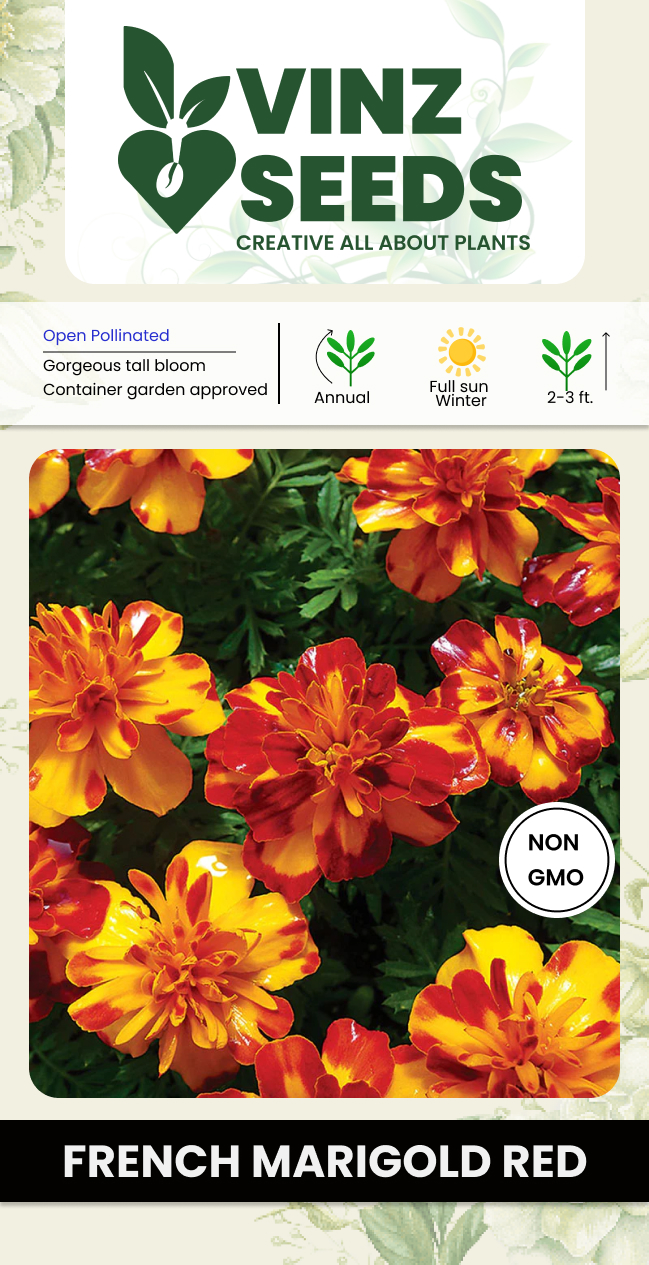 VINZ
SEEDS
CREATIVE ALL ABOUT PLANTS
Open Pollinated
Gorgeous tall bloom
Container garden approved
Annual
Full sun
Winter
2-3 ft.
NON
GMO
FRENCH MARIGOLD RED